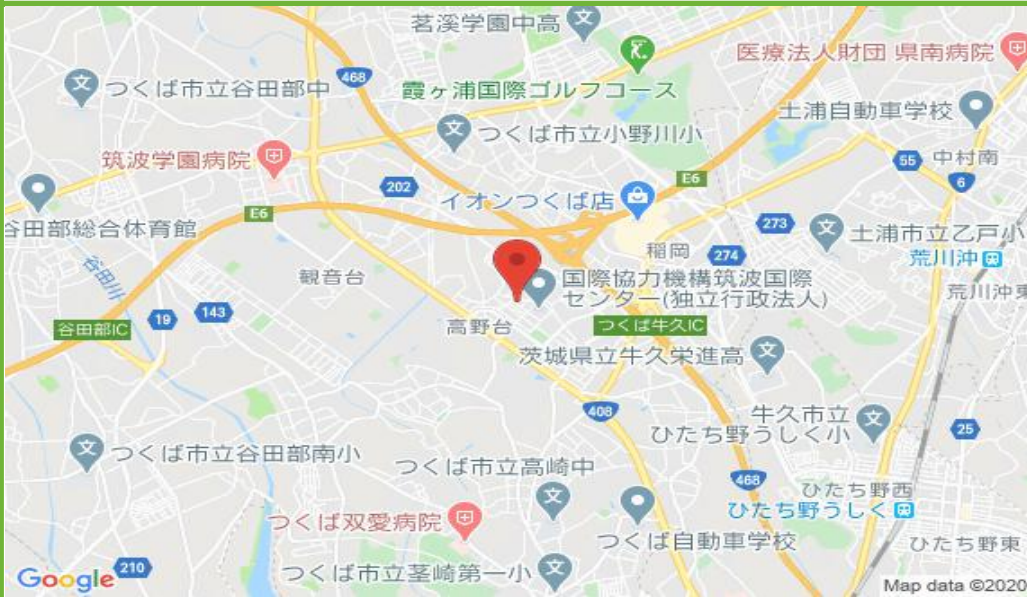 茗溪学園中高
医療法人財団 県南病院
468
つくば市立谷田部中
霞ヶ浦国際ゴルフコース
土浦自動車学校
つくば市立小野川小
筑波学園病院
55
中村南
202
E6
6
イオンつくば店
E6
谷田部総合体育館
273
土浦市立乙戸小
稲岡
274
荒川沖
谷田川
観音台
国際協力機構筑波国際
センター(独立行政法人)
荒川沖東
143
19
谷田部IC
高野台
つくば牛久IC
茨城県立牛久栄進高
408
牛久市立
ひたち野うしく小
25
つくば市立谷田部南小
つくば市立高崎中
468
ひたち野西
ひたち野うしく
つくば双愛病院
つくば自動車学校
ひたち野東
Google
210
つくば市立茎崎第一小
Map data ©2020